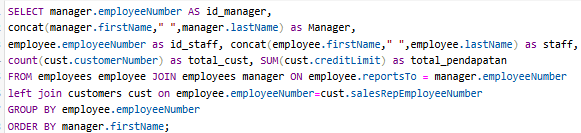 SELECT manager.employeeNumber AS id_manager,
concat(manager.firstName," ",manager.lastName) as Manager,
employee.employeeNumber as id_staff, concat(employee.firstName," ",employee.lastName) as staff,
count(cust.customerNumber) as total_cust, SUM(cust.creditLimit) as total_pendapatan
FROM employees employee JOIN employees manager ON employee.reportsTo = manager.employeeNumber
left join customers cust on employee.employeeNumber=cust.salesRepEmployeeNumber
GROUP BY employee.employeeNumber
ORDER BY manager.firstName;